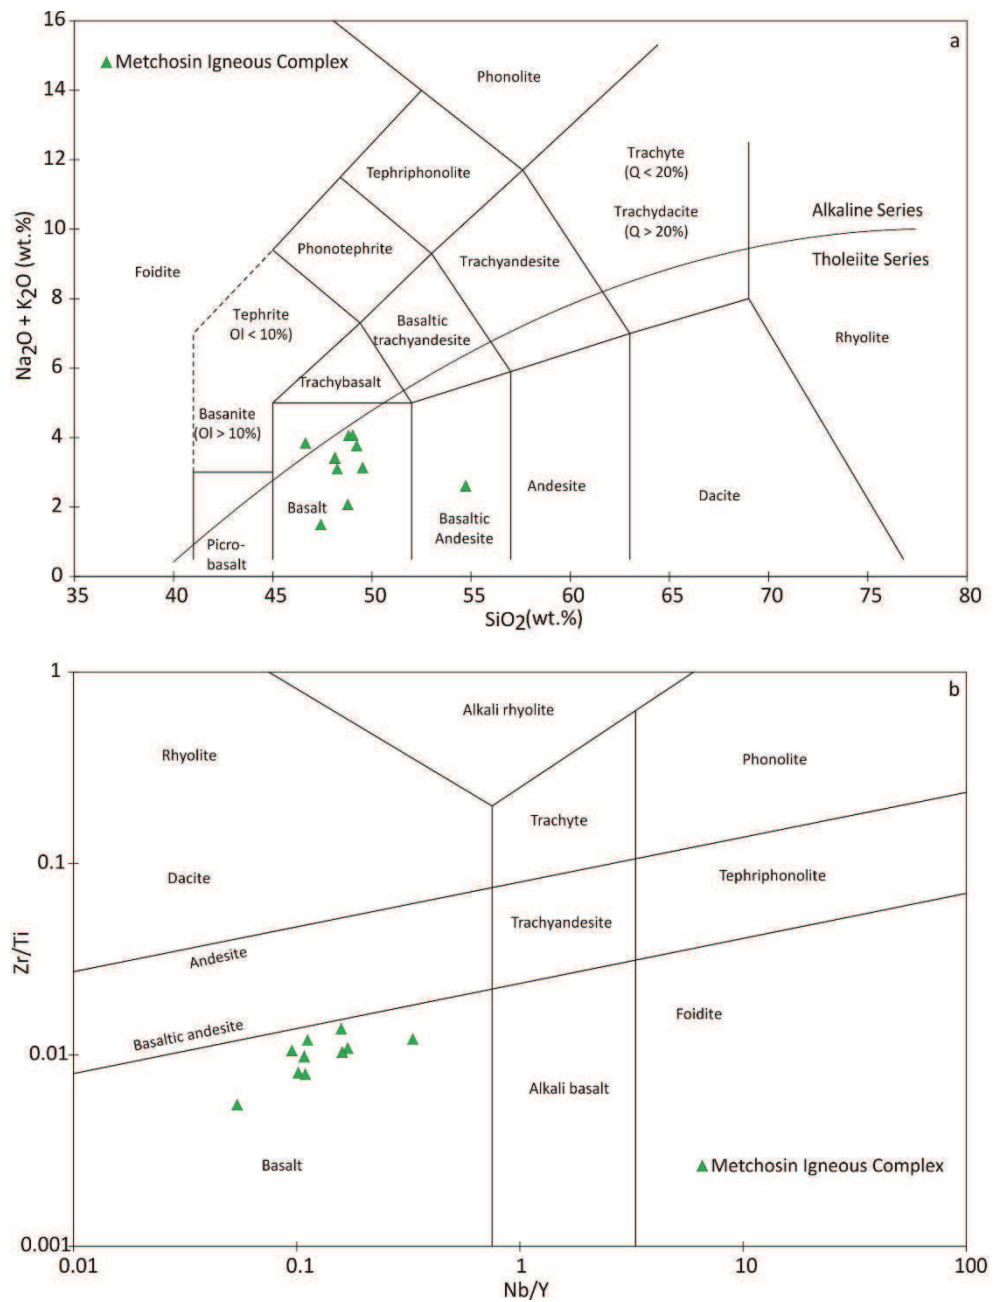 16
a
Metchosin Igneous Complex
Phonolite
14
12
Trachyte
(Q < 20%)
Tephriphonolite
Trachydacite
(Q > 20%)
Alkaline Series
10
Na2O + K2O (wt.%)
Phonotephrite
Trachyandesite
Tholeiite Series
Foidite
8
Tephrite
Ol < 10%)
Basaltic
trachyandesite
Rhyolite
6
Trachybasalt
Basanite
(Ol > 10%)
4
Andesite
Dacite
2
Basalt
Basaltic
Andesite
Picro-
basalt
0
35 40 45 50 55 60 65 70 75 80
SiO2(wt.%)
1
b
Alkali rhyolite
Rhyolite
Phonolite
Trachyte
0.1
Dacite
Tephriphonolite
Trachyandesite
Zr/Ti
Andesite
Basaltic andesite
Foidite
0.01
Alkali basalt
Basalt
Metchosin Igneous Complex
0.001
0.01 0.1 1 10 100
Nb/Y